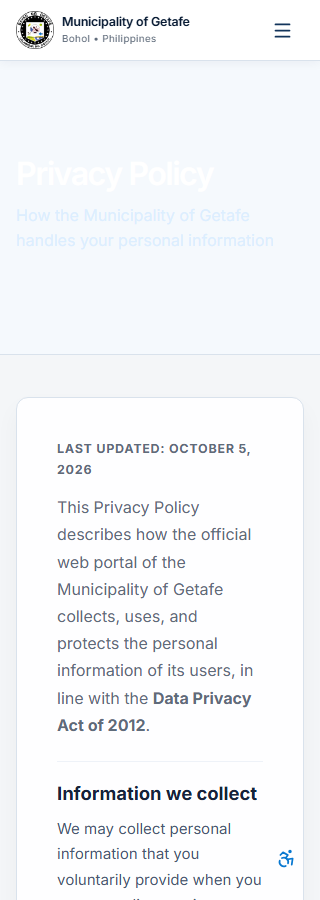 Municipality of Getafe
Bohol • Philippines
Privacy Policy
How the Municipality of Getafe
handles your personal information
LAST UPDATED: OCTOBER 5,
2026
This Privacy Policy
describes how the official
web portal of the
Municipality of Getafe
collects, uses, and
protects the personal
information of its users, in
line with the Data Privacy
Act of 2012.
Information we collect
We may collect personal
information that you
voluntarily provide when you